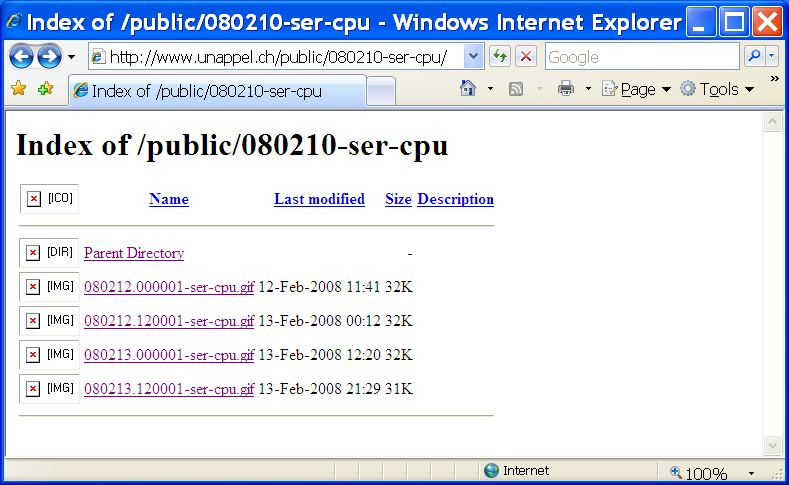 Index of /public/080210-ser-cpu - Windows Internet Explorer
http://www.unappel.ch/public/080210-ser-cpu/ Google
Index of /public/080210-ser-cpu Page Tools »
Index of /public/080210-ser-cpu
[ICO] Name Last modified Size Description
[DIR] Parent Directory -
[IMG] 080212.000001-ser-cpu.gif 12-Feb-2008 11:41 32K
[IMG] 080212.120001-ser-cpu.gif 13-Feb-2008 00:12 32K
[IMG] 080213.000001-ser-cpu.gif 13-Feb-2008 12:20 32K
[IMG] 080213.120001-ser-cpu.gif 13-Feb-2008 21:29 31K
Internet 100%